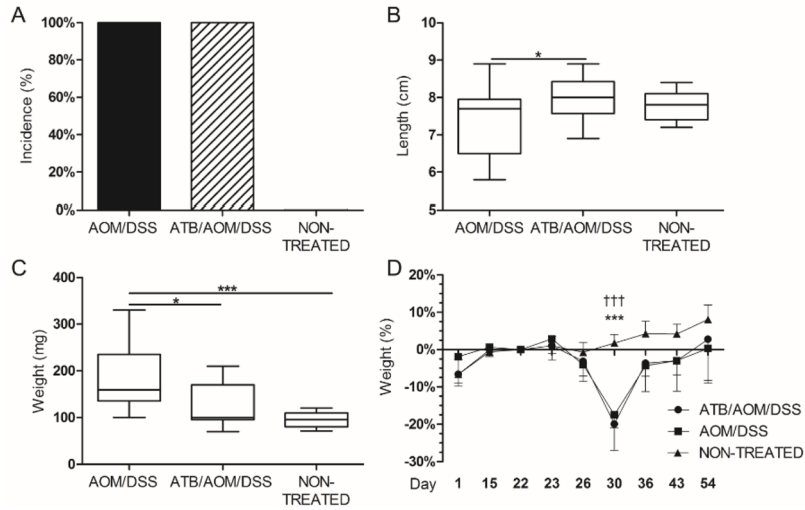 A
Incidence (%)
100%
80%
60%
40%
20%
0%
AOM/DSS
ATB/AOM/DSS
NON-
TREATED
B
Length (cm)
10
9
8
7
6
5
*
AOM/DSS
ATB/AOM/DSS
NON-
TREATED
C
Weight (mg)
400
300
200
100
0
***
*
AOM/DSS
ATB/AOM/DSS
NON-
TREATED
D
Weight (%)
20%
10%
0%
-10%
-20%
-30%
†††
***
ATB/AOM/DSS
AOM/DSS
NON-TREATED
Day 1 15 22 23 26 30 36 43 54